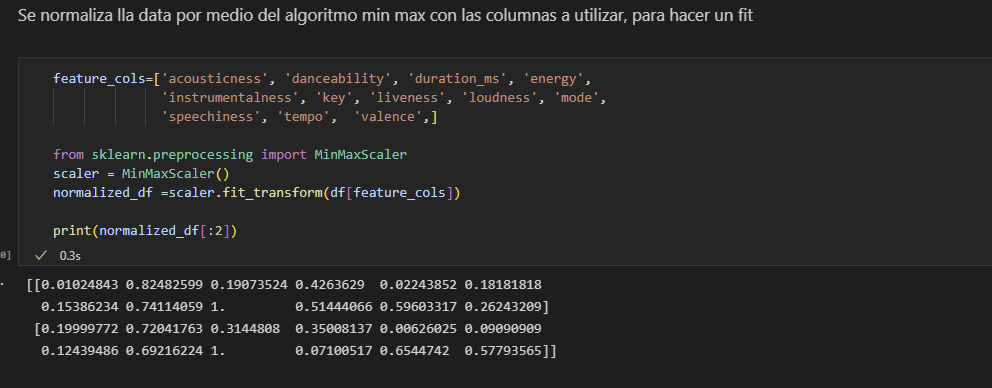 Se normaliza lla data por medio del algoritmo min max con las columnas a utilizar, para hacer un fit
feature_cols=['acousticness', 'danceability', 'duration_ms', 'energy',
'instrumentalness', 'key', 'liveness', 'loudness', 'mode',
'speechiness', 'tempo',  'valence',]
from sklearn.preprocessing import MinMaxScaler
scaler = MinMaxScaler()
normalized_df =scaler.fit_transform(df[feature_cols])
print(normalized_df[:2])
0] ✓ 0.3s
[[0.01024843 0.82482599 0.19073524 0.4263629  0.02243852 0.18181818
0.15386234 0.74114059 1.         0.51444066 0.59603317 0.26243209]
[0.19999772 0.72041763 0.3144808  0.35008137 0.00626025 0.09090909
0.12439486 0.69216224 1.         0.07100517 0.6544742  0.57793565]]